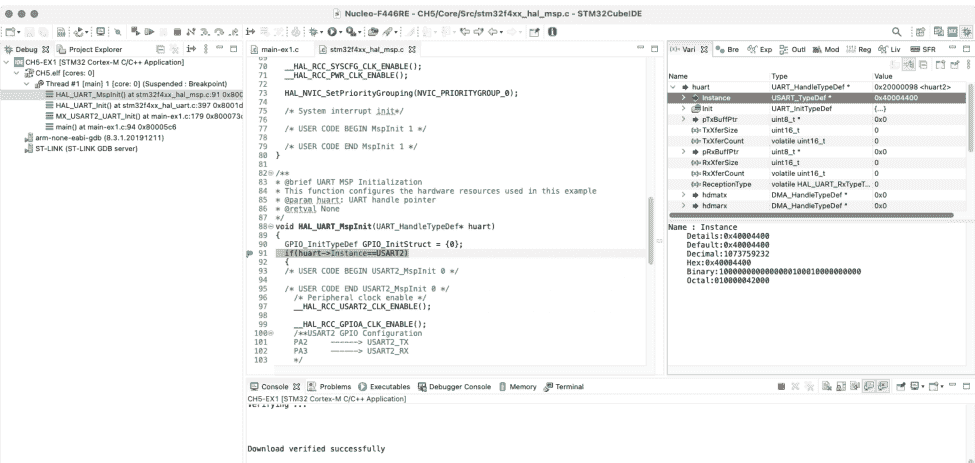 Nucleo-F446RE - CH5/Core/Src/stm32f4xx_hal_msp.c - STM32CubeIDE
Debug Project Explorer
CH5-EX1 [STM32 Cortex-M C/C++ Application]
CH5.elf [cores: 0]
Thread #1 [main] 1 [core: 0] (Suspended : Breakpoint)
HAL_UART_MspInit() at stm32f4xx_hal_msp.c:91 0x800
HAL_UART_Init() at stm32f4xx_hal_uart.c:397 0x8001d
MX_USART2_UART_Init() at main-ex1.c:179 0x800073
main() at main-ex1.c:94 0x80005c6
arm-none-eabi-gdb (8.3.1.20191211)
ST-LINK (ST-LINK GDB server)
main-ex1.c stm32f4xx_hal_msp.c
69
70 __HAL_RCC_SYSCFG_CLK_ENABLE();
71 __HAL_RCC_PWR_CLK_ENABLE();
72
73 HAL_NVIC_SetPriorityGrouping(NVIC_PRIORITYGROUP_0);
74
75 /* System interrupt init*/
76
77 /* USER CODE BEGIN MspInit 1 */
78
79 /* USER CODE END MspInit 1 */
80 }
81
82 /**
83 * @brief UART MSP Initialization
84 * This function configures the hardware resources used in this example
85 * @param huart: UART handle pointer
86 * @retval None
87 */
88 void HAL_UART_MspInit(UART_HandleTypeDef* huart)
89 {
90 GPIO_InitTypeDef GPIO_InitStruct = {0};
91 if(huart->Instance==USART2)
92 {
93 /* USER CODE BEGIN USART2_MspInit 0 */
94
95 /* USER CODE END USART2_MspInit 0 */
96 /* Peripheral clock enable */
97 __HAL_RCC_USART2_CLK_ENABLE();
98
99 __HAL_RCC_GPIOA_CLK_ENABLE();
100 /**USART2 GPIO Configuration
101 PA2 ------> USART2_TX
102 PA3 ------> USART2_RX
103 */
(x)= Vari Bre Exp Outl Mod Reg Liv SFR
Name Type Value
huart UART_HandleTypeDef * 0x20000098 <huart2>
Instance USART_TypeDef * 0x40004400
Init UART_InitTypeDef {...}
pTxBuffPtr uint8_t * 0x0
(x)= TxXferSize uint16_t 0
(x)= TxXferCount volatile uint16_t 0
pRxBuffPtr uint8_t * 0x0
(x)= RxXferSize uint16_t 0
(x)= RxXferCount volatile uint16_t 0
(x)= ReceptionType volatile HAL_UART_RxTypeT... 0
hdmatx DMA_HandleTypeDef * 0x0
hdmarx DMA_HandleTypeDef * 0x0
Name : Instance
Details:0x40004400
Default:0x40004400
Decimal:1073759232
Hex:0x40004400
Binary:1000000000000000100010000000000
Octal:010000042000
Console Problems Executables Debugger Console Memory Terminal
CH5-EX1 [STM32 Cortex-M C/C++ Application]
Verifying ...
Download verified successfully